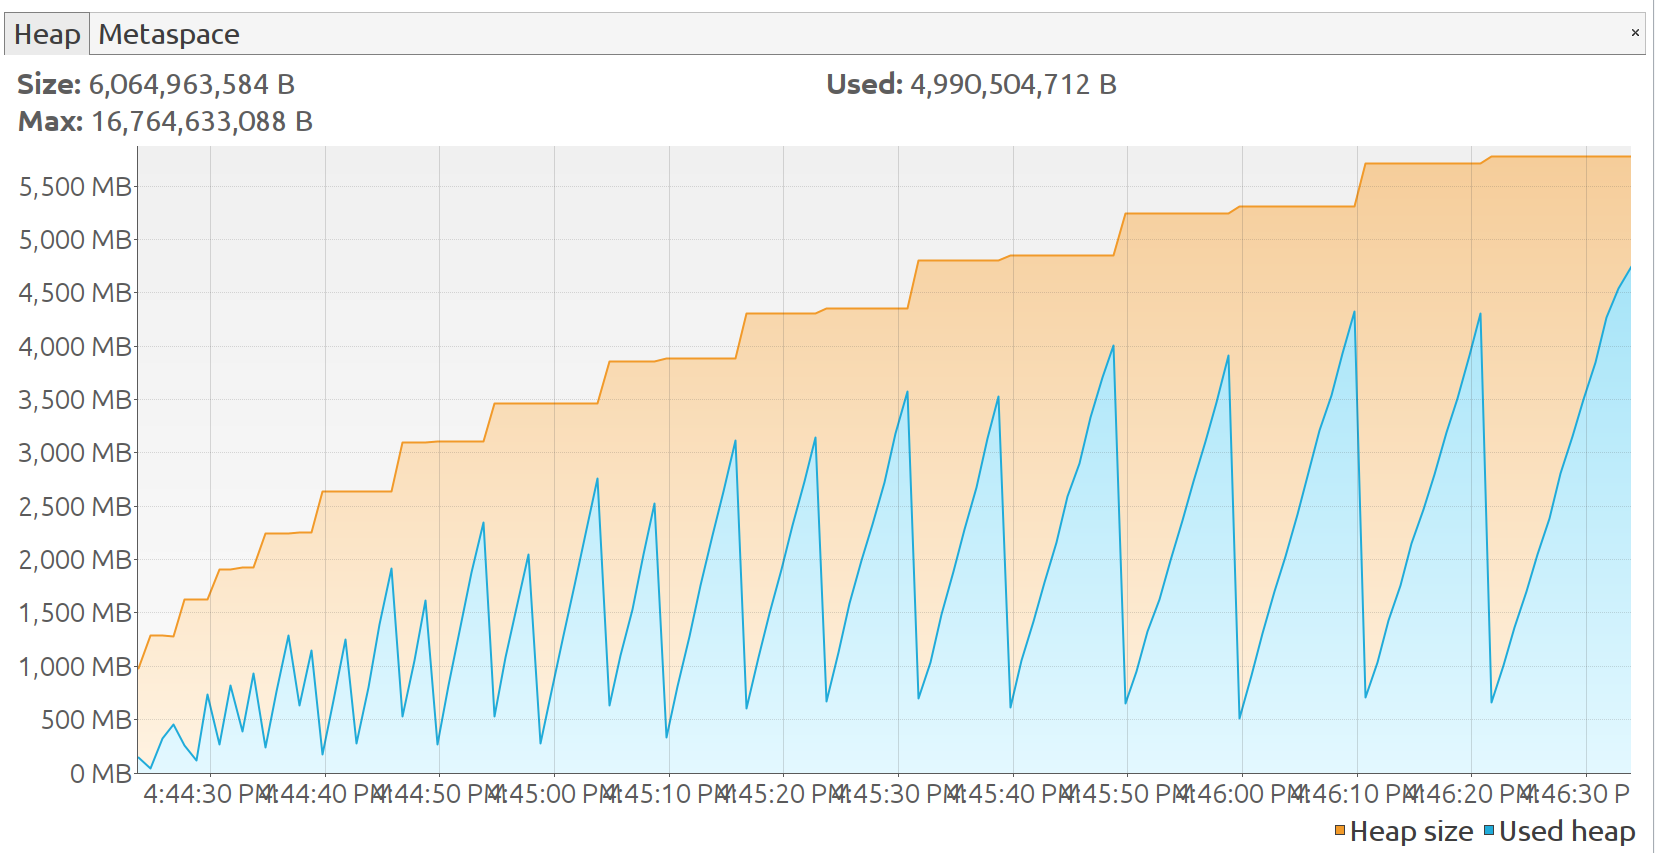 Heap Metaspace ×
Size: 6,064,963,584 B Used: 4,990,504,712 B
Max: 16,764,633,088 B
5,500 MB
5,000 MB
4,500 MB
4,000 MB
3,500 MB
3,000 MB
2,500 MB
2,000 MB
1,500 MB
1,000 MB
500 MB
0 MB
4:44:30 PM 4:44:40 PM 4:44:50 PM 4:45:00 PM 4:45:10 PM 4:45:20 PM 4:45:30 PM 4:45:40 PM 4:45:50 PM 4:46:00 PM 4:46:10 PM 4:46:20 PM 4:46:30 P
Heap size Used heap